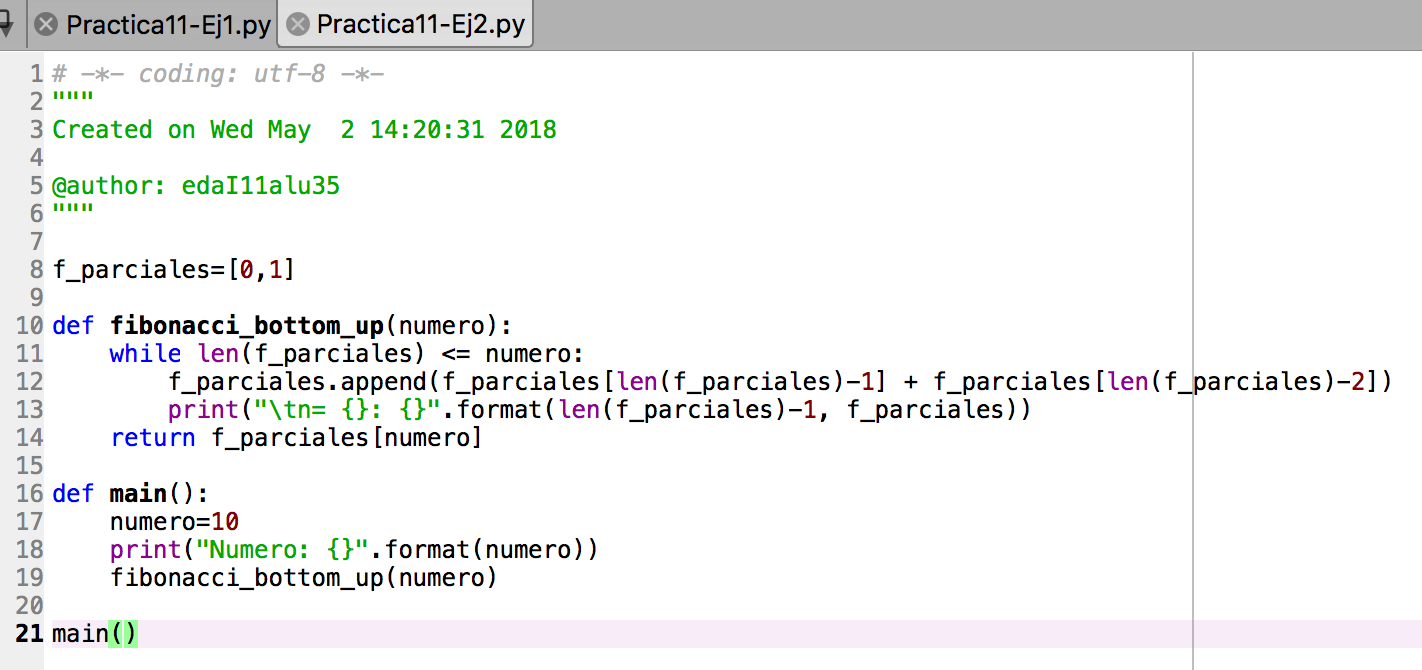 Practica11-Ej1.py Practica11-Ej2.py
1 # -*- coding: utf-8 -*-
2 """
3 Created on Wed May  2 14:20:31 2018
4
5 @author: edaI11alu35
6 """
7
8 f_parciales=[0,1]
9
10 def fibonacci_bottom_up(numero):
11     while len(f_parciales) <= numero:
12         f_parciales.append(f_parciales[len(f_parciales)-1] + f_parciales[len(f_parciales)-2])
13         print("\tn= {}: {}".format(len(f_parciales)-1, f_parciales))
14     return f_parciales[numero]
15
16 def main():
17     numero=10
18     print("Numero: {}".format(numero))
19     fibonacci_bottom_up(numero)
20
21 main()